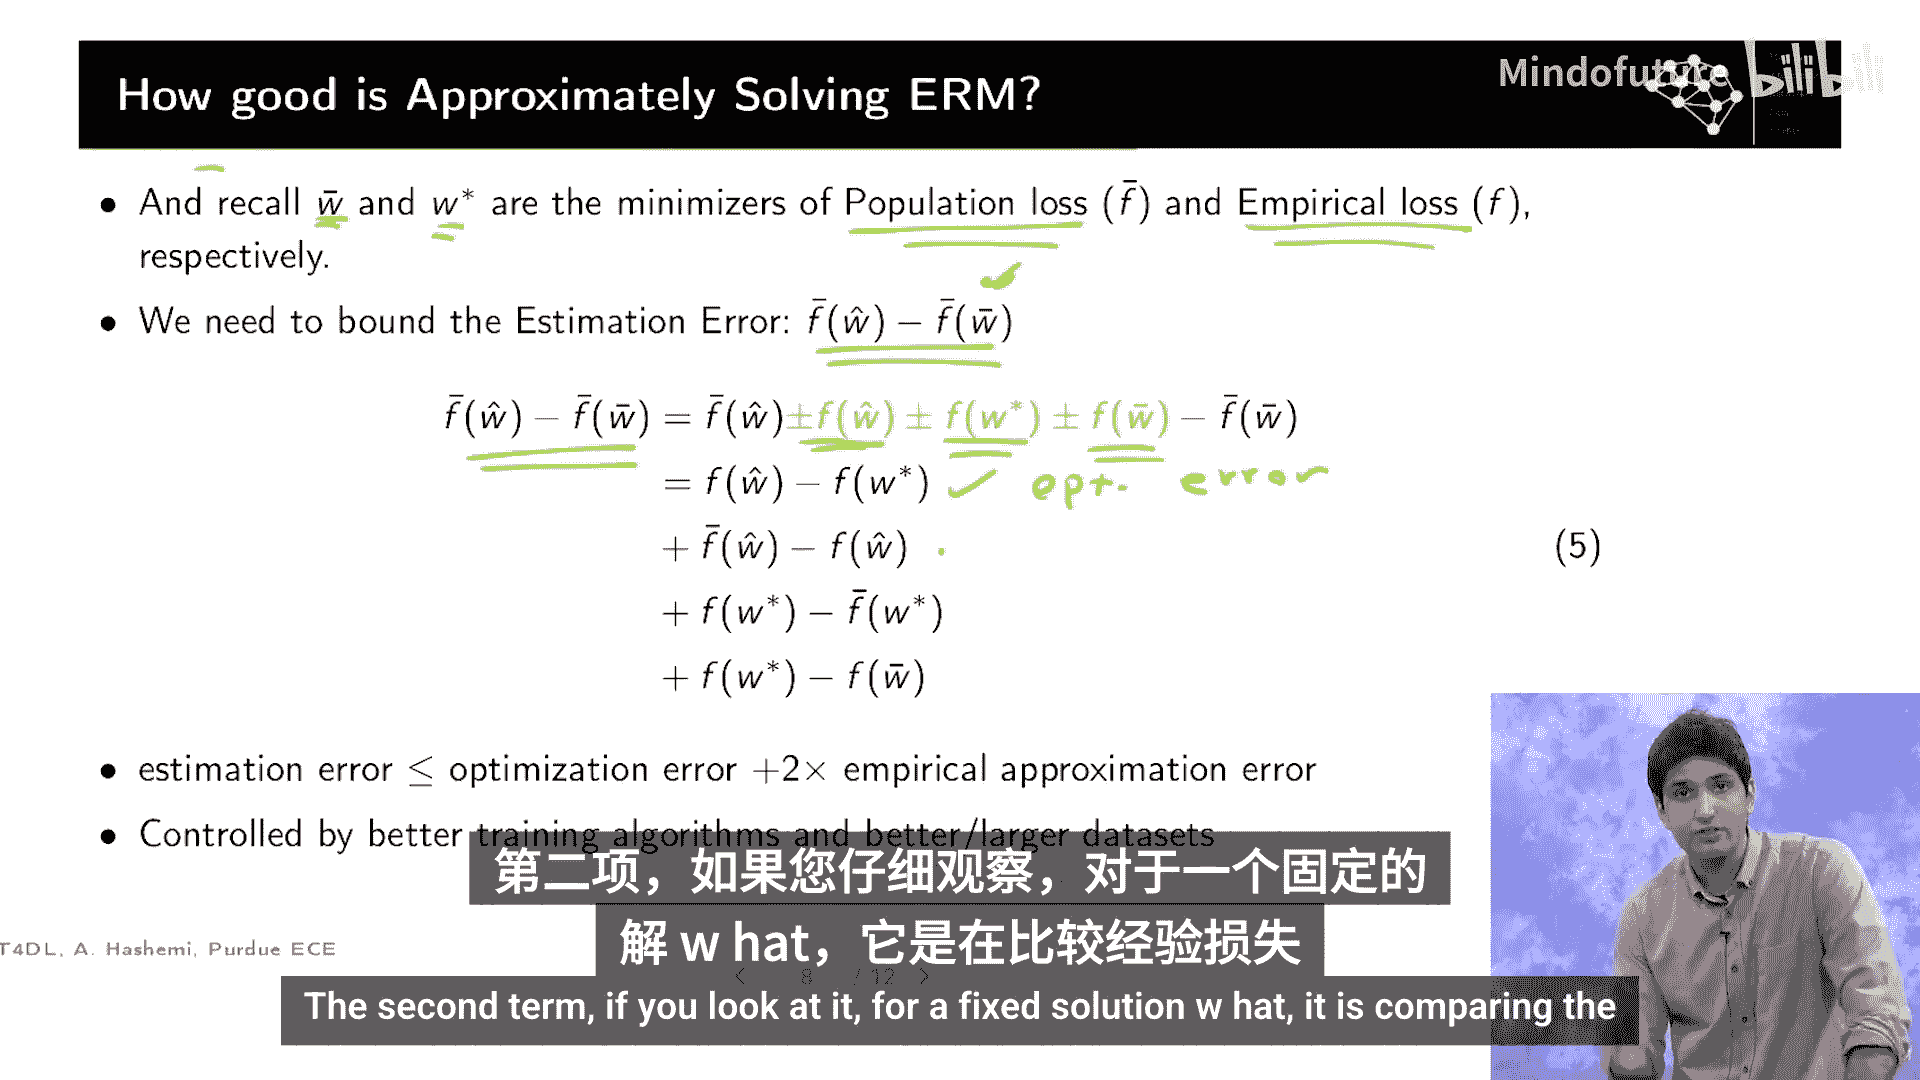 How good is Approximately Solving ERM?
Mindofuture
bilibili
• And recall w̄ and w* are the minimizers of Population loss (f̄) and Empirical loss (f),
respectively.
• We need to bound the Estimation Error: f̄(ŵ) − f̄(w̄)
f̄(ŵ) − f̄(w̄) = f̄(ŵ)±f(ŵ) ± f(w*) ± f(w̄) − f̄(w̄)
= f(ŵ) − f(w*) ✓ opt. error
+ f̄(ŵ) − f(ŵ) (5)
+ f(w*) − f̄(w*)
+ f(w*) − f(w̄)
• estimation error ≤ optimization error +2× empirical approximation error
• Controlled by better training algorithms and better/larger datasets
第二项，如果您仔细观察，对于一个固定的
解 w hat，它是在比较经验损失
T4DL, A. Hashemi, Purdue ECE
8 / 12
The second term, if you look at it, for a fixed solution w hat, it is comparing the